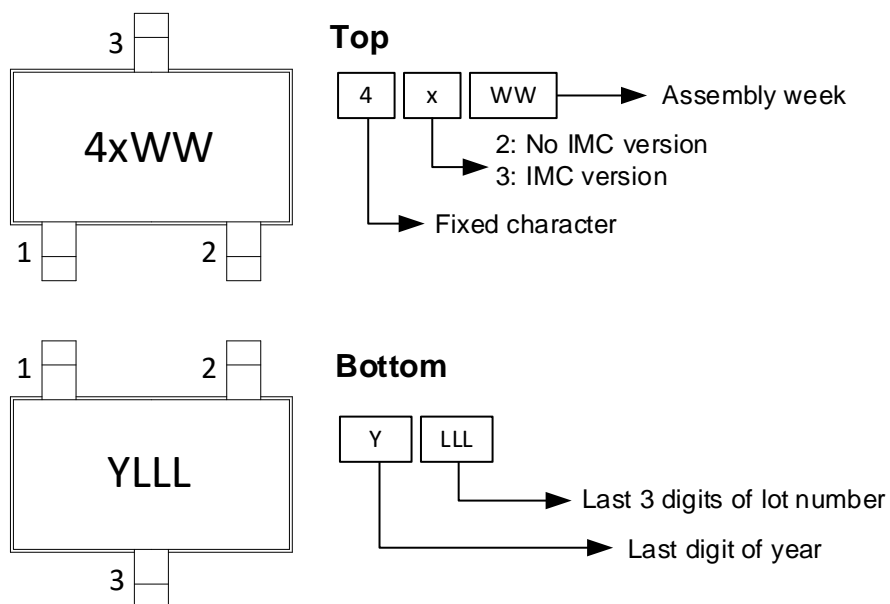 3
Top
4xWW
4 x WW Assembly week
2: No IMC version
3: IMC version
1 2 Fixed character
1 2
Bottom
YLLL
Y LLL
Last 3 digits of lot number
Last digit of year
3